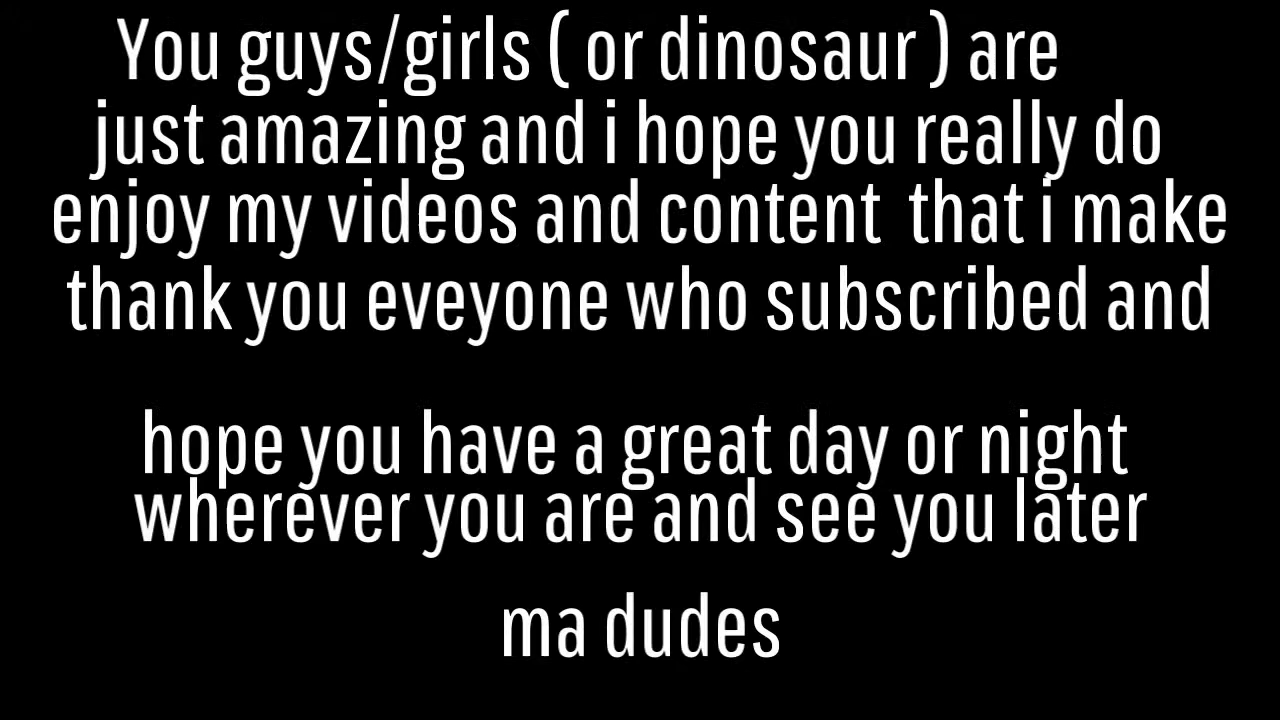 You guys/girls ( or dinosaur ) are
just amazing and i hope you really do
enjoy my videos and content that i make
thank you eveyone who subscribed and
hope you have a great day or night
wherever you are and see you later
ma dudes